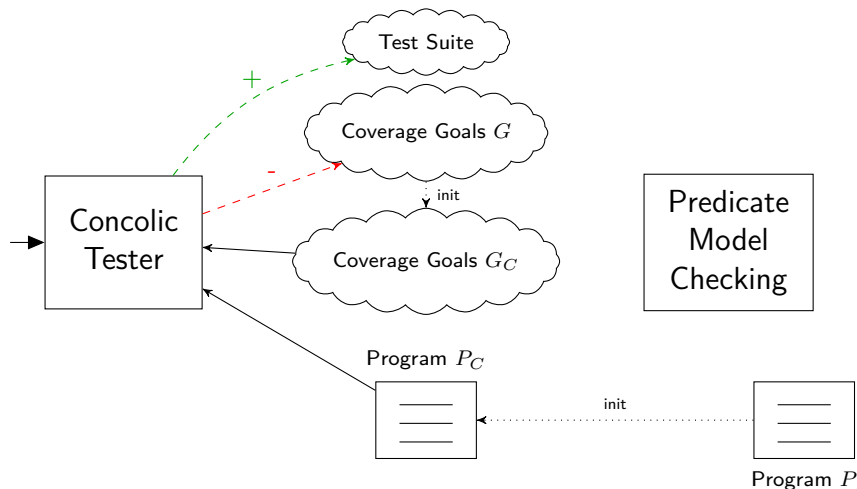 Test Suite
+
Coverage Goals G
-
init
Concolic
Tester
Coverage Goals G_C
Predicate
Model
Checking
Program P_C
init
Program P